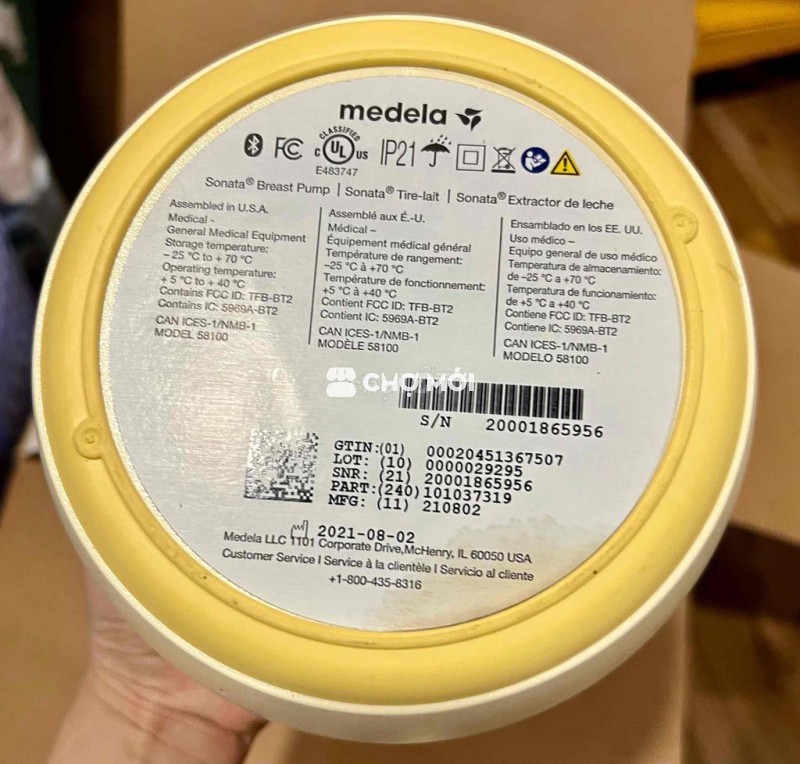 medela
FC
CLASSIFIED
C UL US
E483747
IP21
Sonata® Breast Pump | Sonata® Tire-lait | Sonata® Extractor de leche
Assembled in U.S.A.
Medical -
General Medical Equipment
Storage temperature:
– 25 °C to + 70 °C
Operating temperature:
+ 5 °C to + 40 °C
Contains FCC ID: TFB-BT2
Contains IC: 5969A-BT2
CAN ICES-1/NMB-1
MODEL 58100
Assemblé aux É.-U.
Médical –
Équipement médical général
Température de rangement:
–25 °C à +70 °C
Température de fonctionnement:
+5 °C à +40 °C
Contient FCC ID: TFB-BT2
Contient IC: 5969A-BT2
CAN ICES-1/NMB-1
MODÈLE 58100
Ensamblado en los EE. UU.
Uso médico –
Equipo general de uso médico
Temperatura de almacenamiento:
de –25 °C a +70 °C
Temperatura de funcionamiento:
de +5 °C a +40 °C
Contiene FCC ID: TFB-BT2
Contiene IC: 5969A-BT2
CAN ICES-1/NMB-1
MODELO 58100
CHỢ MỚI
S/N 20001865956
GTIN:(01) 00020451367507
LOT: (10) 0000029295
SNR: (21) 20001865956
PART:(240)101037319
MFG: (11) 210802
2021-08-02
Medela LLC 1101 Corporate Drive,McHenry, IL 60050 USA
Customer Service I Service à la clientèle I Servicio al cliente
+1-800-435-8316